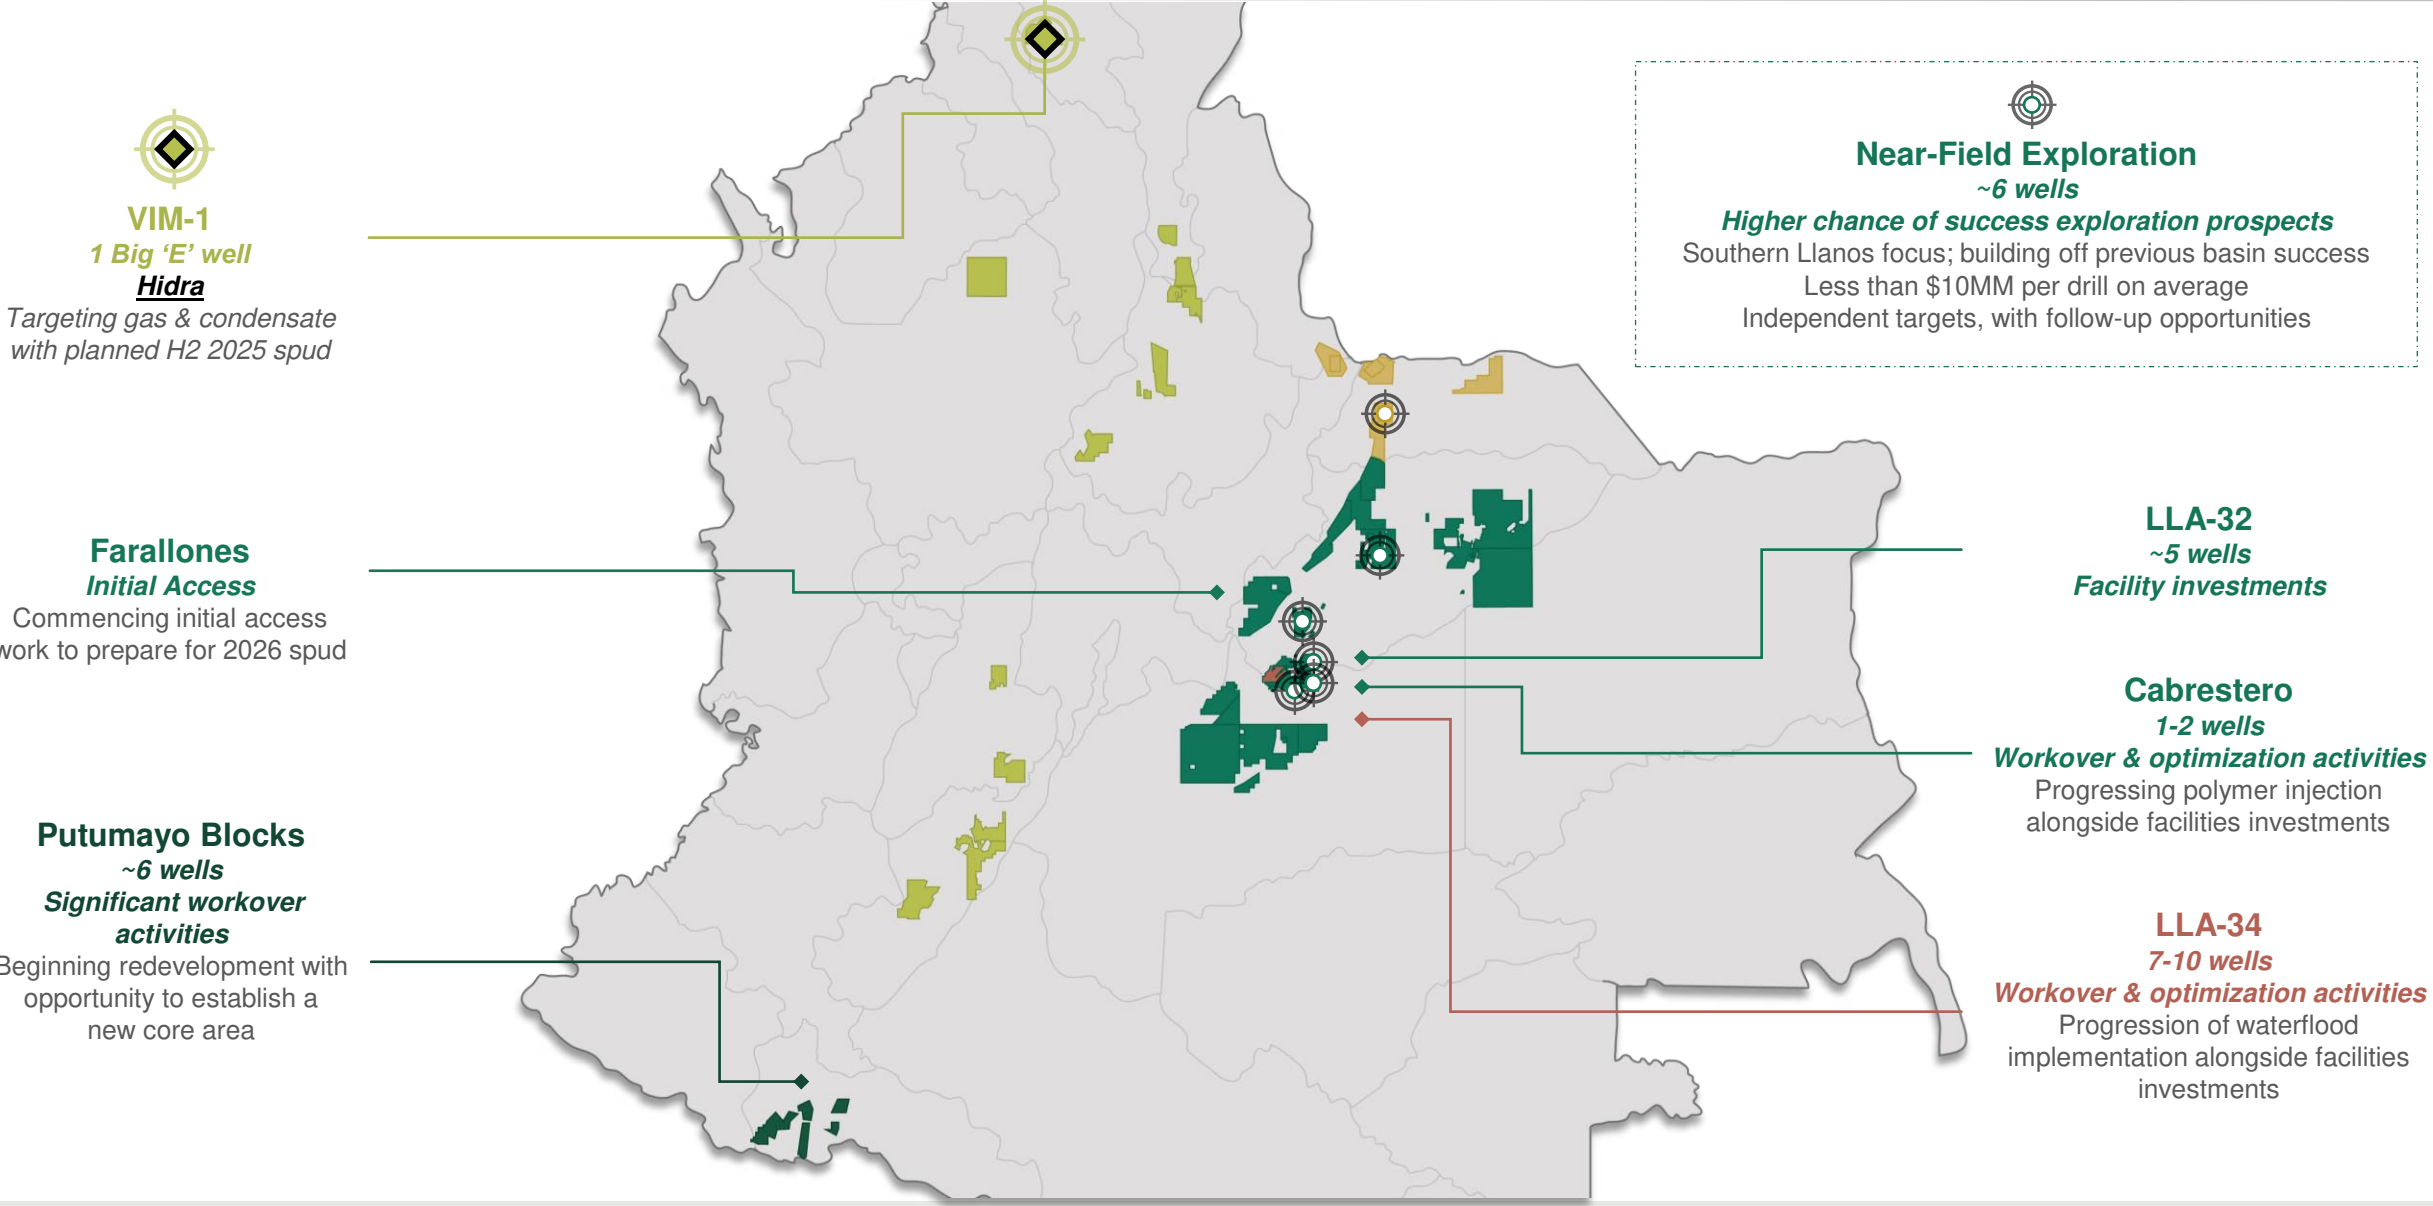 VIM-1
1 Big ‘E’ well
Hidra
Targeting gas & condensate
with planned H2 2025 spud
Farallones
Initial Access
Commencing initial access
work to prepare for 2026 spud
Putumayo Blocks
~6 wells
Significant workover
activities
Beginning redevelopment with
opportunity to establish a
new core area
Near-Field Exploration
~6 wells
Higher chance of success exploration prospects
Southern Llanos focus; building off previous basin success
Less than $10MM per drill on average
Independent targets, with follow-up opportunities
LLA-32
~5 wells
Facility investments
Cabrestero
1-2 wells
Workover & optimization activities
Progressing polymer injection
alongside facilities investments
LLA-34
7-10 wells
Workover & optimization activities
Progression of waterflood
implementation alongside facilities
investments